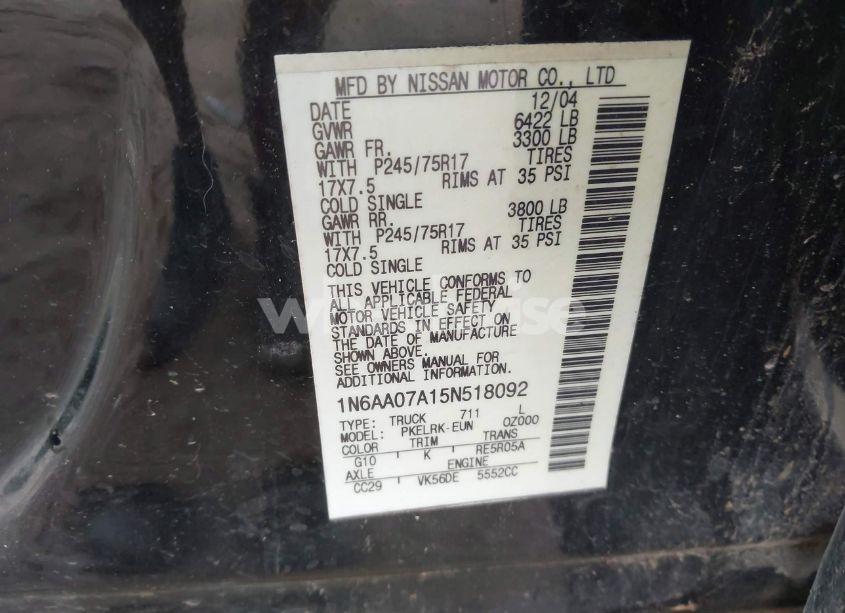 MFD BY NISSAN MOTOR CO., LTD
DATE 12/04
GVWR 6422 LB
GAWR FR. 3300 LB
WITH P245/75R17 TIRES
17X7.5 RIMS AT 35 PSI
COLD SINGLE
GAWR RR. 3800 LB
WITH P245/75R17 TIRES
17X7.5 RIMS AT 35 PSI
COLD SINGLE
THIS VEHICLE CONFORMS TO
ALL APPLICABLE FEDERAL
MOTOR VEHICLE SAFETY
STANDARDS IN EFFECT ON
THE DATE OF MANUFACTURE
SHOWN ABOVE.
SEE OWNERS MANUAL FOR
ADDITIONAL INFORMATION.
1N6AA07A15N518092
TYPE: TRUCK 711 L
MODEL: PKELRK-EUN OZ000
COLOR TRIM TRANS
G10 K RE5R05A
AXLE ENGINE
CC29 VK56DE 5552CC